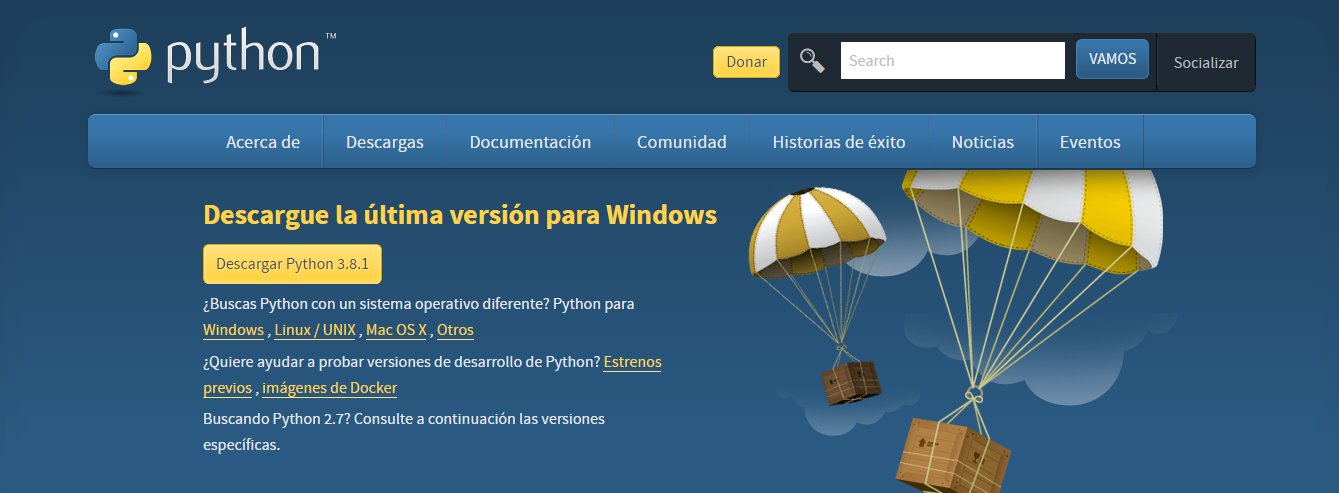 python™
Donar
Search
VAMOS
Socializar
Acerca de
Descargas
Documentación
Comunidad
Historias de éxito
Noticias
Eventos
Descargue la última versión para Windows
Descargar Python 3.8.1
¿Buscas Python con un sistema operativo diferente? Python para
Windows , Linux / UNIX , Mac OS X , Otros
¿Quiere ayudar a probar versiones de desarrollo de Python? Estrenos
previos , imágenes de Docker
Buscando Python 2.7? Consulte a continuación las versiones
específicas.